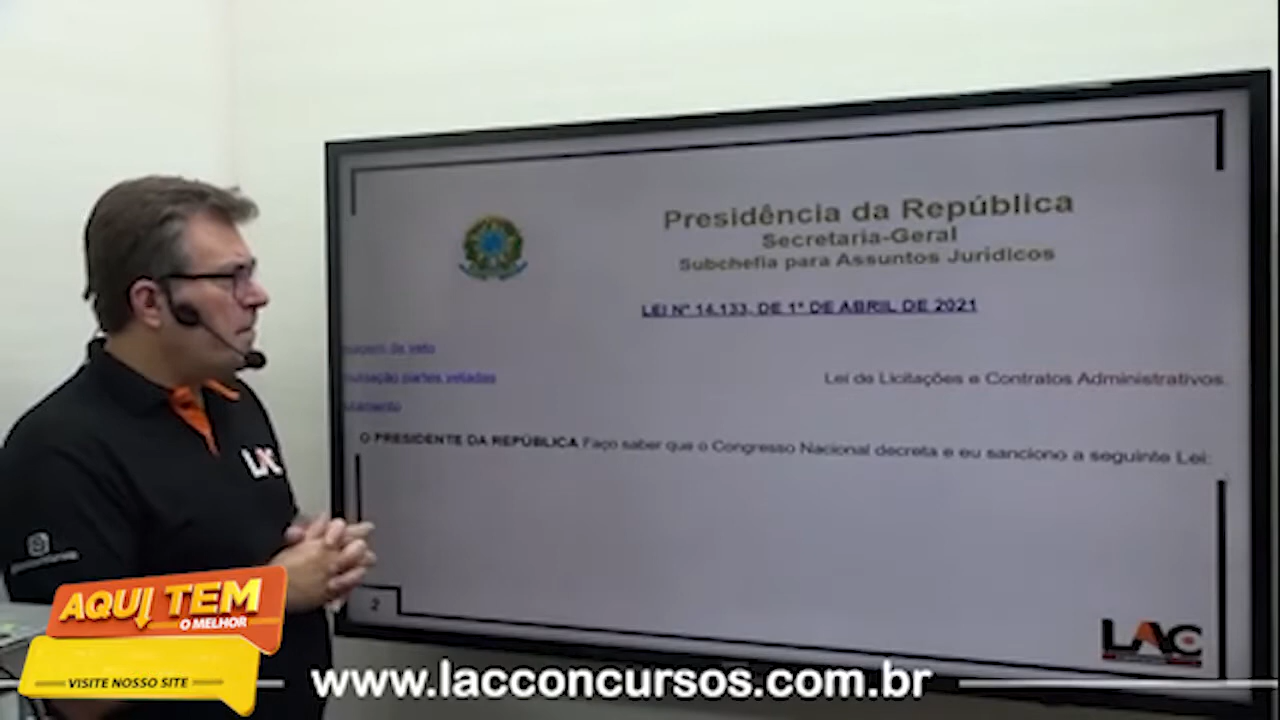 Presidência da República
Secretaria-Geral
Subchefia para Assuntos Jurídicos
LEI Nº 14.133, DE 1º DE ABRIL DE 2021
de veto
partes vetadas
Lei de Licitações e Contratos Administrativos.
O PRESIDENTE DA REPÚBLICA Faço saber que o Congresso Nacional decreta e eu sanciono a seguinte Lei:
LAC
2
LAC
AQUI TEM
O MELHOR
VISITE NOSSO SITE
www.lacconcursos.com.br